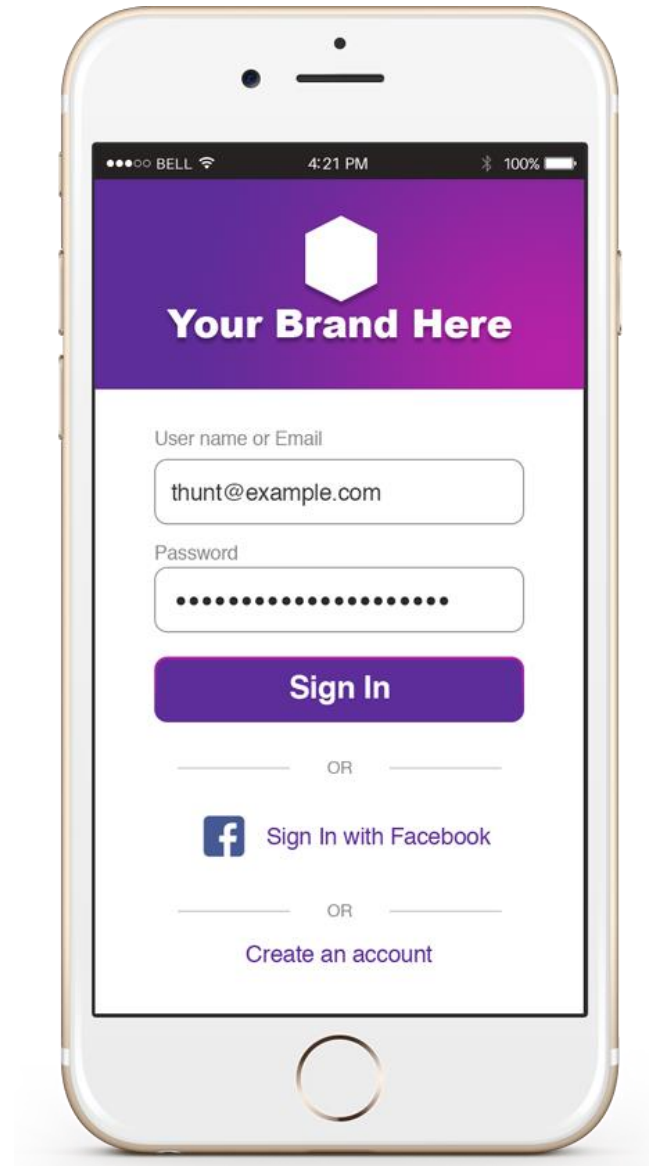 ●●●○○ BELL 4:21 PM 100%
Your Brand Here
User name or Email
thunt@example.com
Password
•••••••••••••••••••••
Sign In
OR
f Sign In with Facebook
OR
Create an account